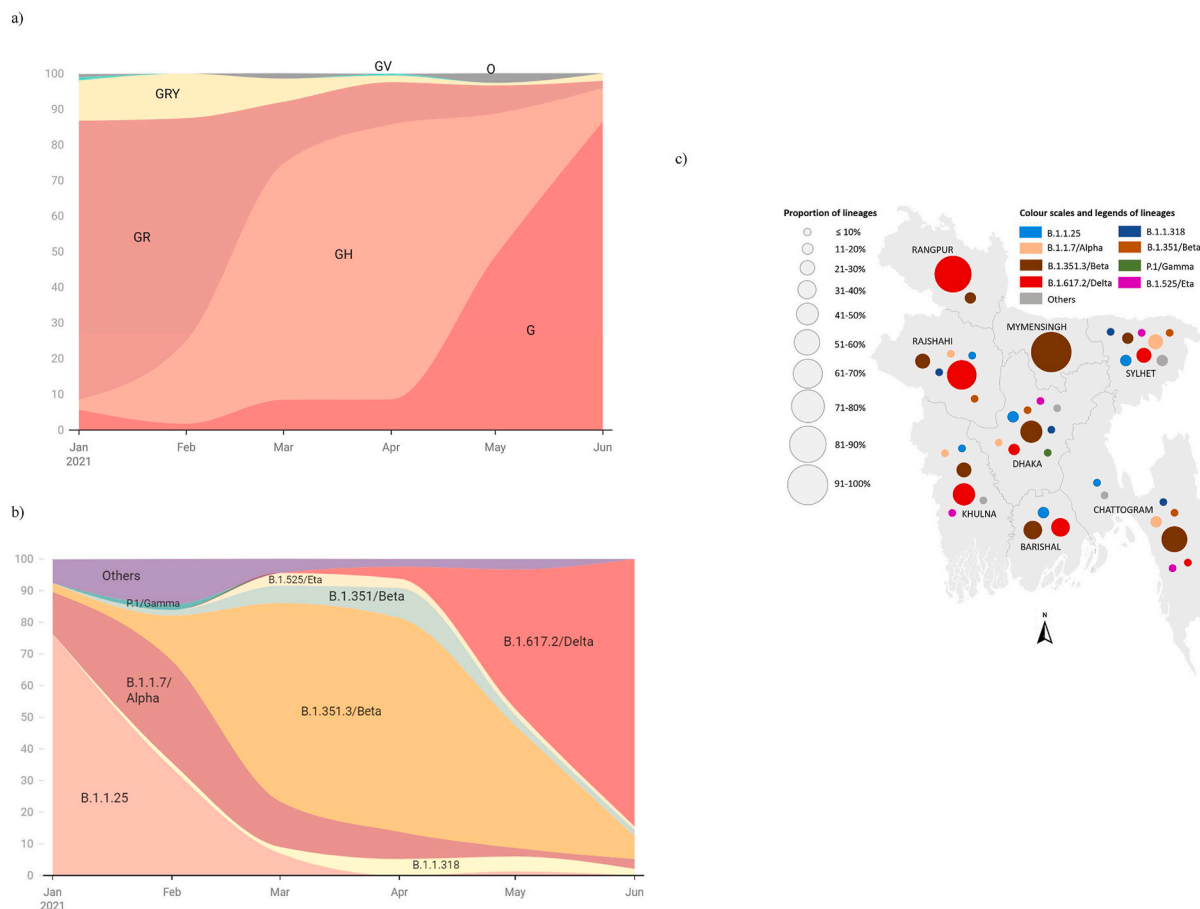 a)
100
90
80
70
60
50
40
30
20
10
0
GV
O
GRY
GR
GH
G
Jan Feb Mar Apr May Jun
2021
b)
100
90
80
70
60
50
40
30
20
10
0
Others
P.1/Gamma
B.1.525/Eta
B.1.351/Beta
B.1.617.2/Delta
B.1.1.7/
Alpha
B.1.351.3/Beta
B.1.1.25
B.1.1.318
Jan Feb Mar Apr May Jun
2021
c)
Proportion of lineages
≤ 10%
11-20%
21-30%
31-40%
41-50%
51-60%
61-70%
71-80%
81-90%
91-100%
Colour scales and legends of lineages
B.1.1.25 B.1.1.318
B.1.1.7/Alpha B.1.351/Beta
B.1.351.3/Beta P.1/Gamma
B.1.617.2/Delta B.1.525/Eta
Others
RANGPUR
MYMENSINGH
RAJSHAHI
SYLHET
DHAKA
KHULNA
CHATTOGRAM
BARISHAL
N